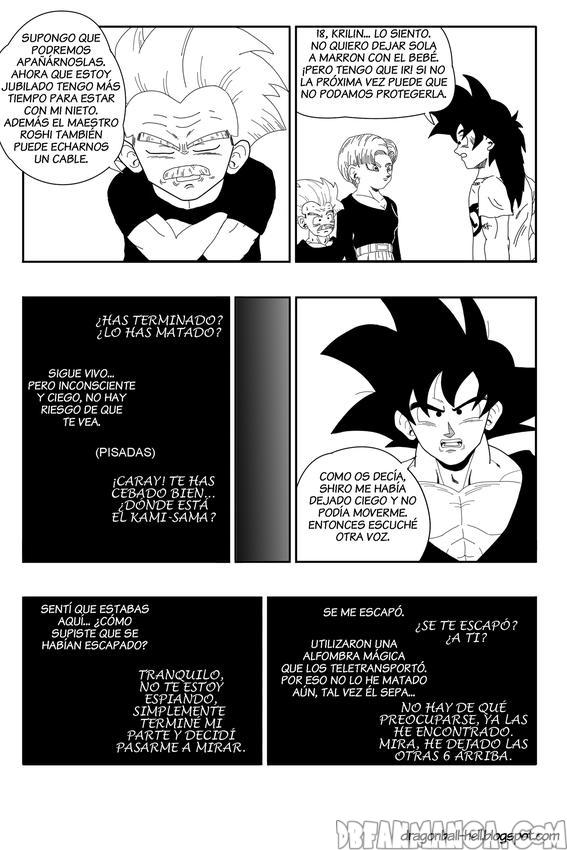 SUPONGO QUE
PODREMOS
APAÑÁRNOSLAS.
AHORA QUE ESTOY
JUBILADO TENGO MÁS
TIEMPO PARA ESTAR
CON MI NIETO.
ADEMÁS EL MAESTRO
ROSHI TAMBIÉN
PUEDE ECHARNOS
UN CABLE.
18, KRILIN... LO SIENTO.
NO QUIERO DEJAR SOLA
A MARRON CON EL BEBÉ.
¡PERO TENGO QUE IR! SI NO
LA PRÓXIMA VEZ PUEDE QUE
NO PODAMOS PROTEGERLA.
¿HAS TERMINADO?
¿LO HAS MATADO?
SIGUE VIVO...
PERO INCONSCIENTE
Y CIEGO, NO HAY
RIESGO DE QUE
TE VEA.
(PISADAS)
¡CARAY! TE HAS
CEBADO BIEN...
¿DÓNDE ESTÁ
EL KAMI-SAMA?
COMO OS DECÍA,
SHIRO ME HABÍA
DEJADO CIEGO Y NO
PODÍA MOVERME.
ENTONCES ESCUCHÉ
OTRA VOZ.
SENTÍ QUE ESTABAS
AQUÍ... ¿CÓMO
SUPISTE QUE SE
HABÍAN ESCAPADO?
TRANQUILO,
NO TE ESTOY
ESPIANDO,
SIMPLEMENTE
TERMINÉ MI
PARTE Y DECIDÍ
PASARME A MIRAR.
SE ME ESCAPÓ.
¿SE TE ESCAPÓ?
¿A TI?
UTILIZARON UNA
ALFOMBRA MÁGICA
QUE LOS TELETRANSPORTÓ.
POR ESO NO LO HE MATADO
AÚN, TAL VEZ ÉL SEPA...
NO HAY DE QUÉ
PREOCUPARSE, YA LAS
HE ENCONTRADO.
MIRA, HE DEJADO LAS
OTRAS 6 ARRIBA.
dragonball-hell.blogspot.com
DBFANMANGA.COM